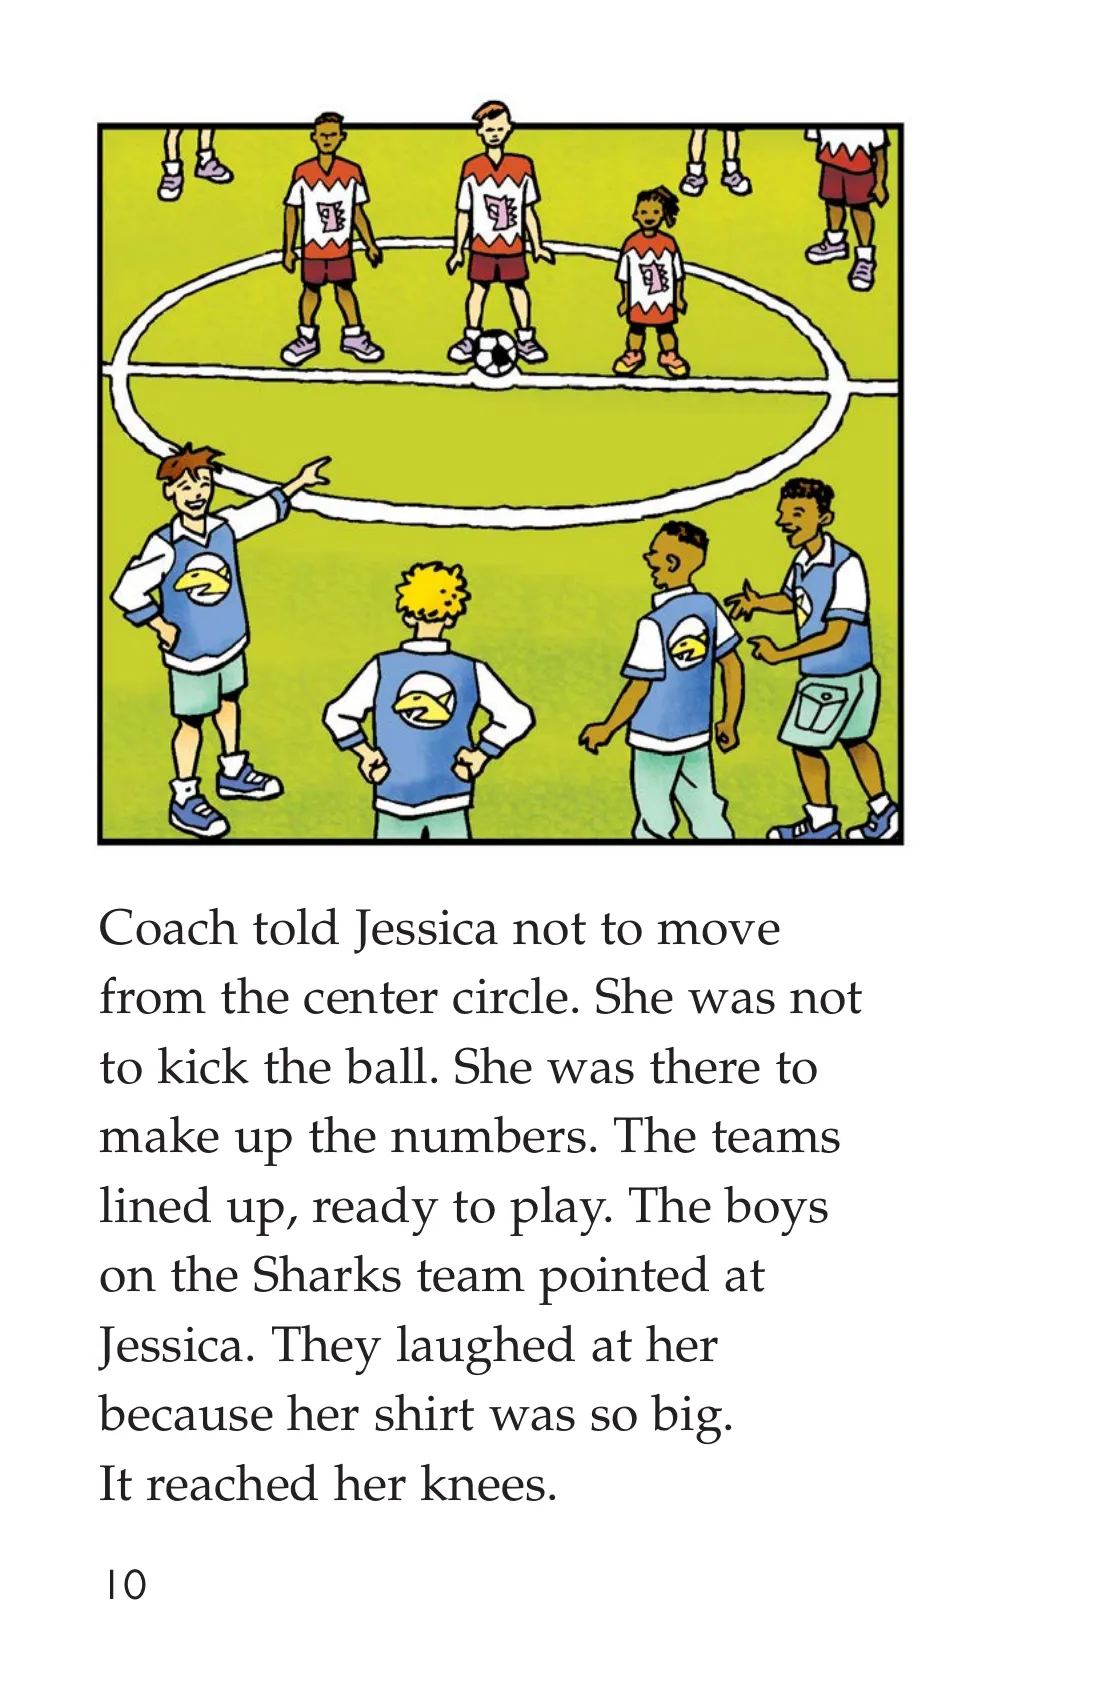 Coach told Jessica not to move
from the center circle. She was not
to kick the ball. She was there to
make up the numbers. The teams
lined up, ready to play. The boys
on the Sharks team pointed at
Jessica. They laughed at her
because her shirt was so big.
It reached her knees.
10